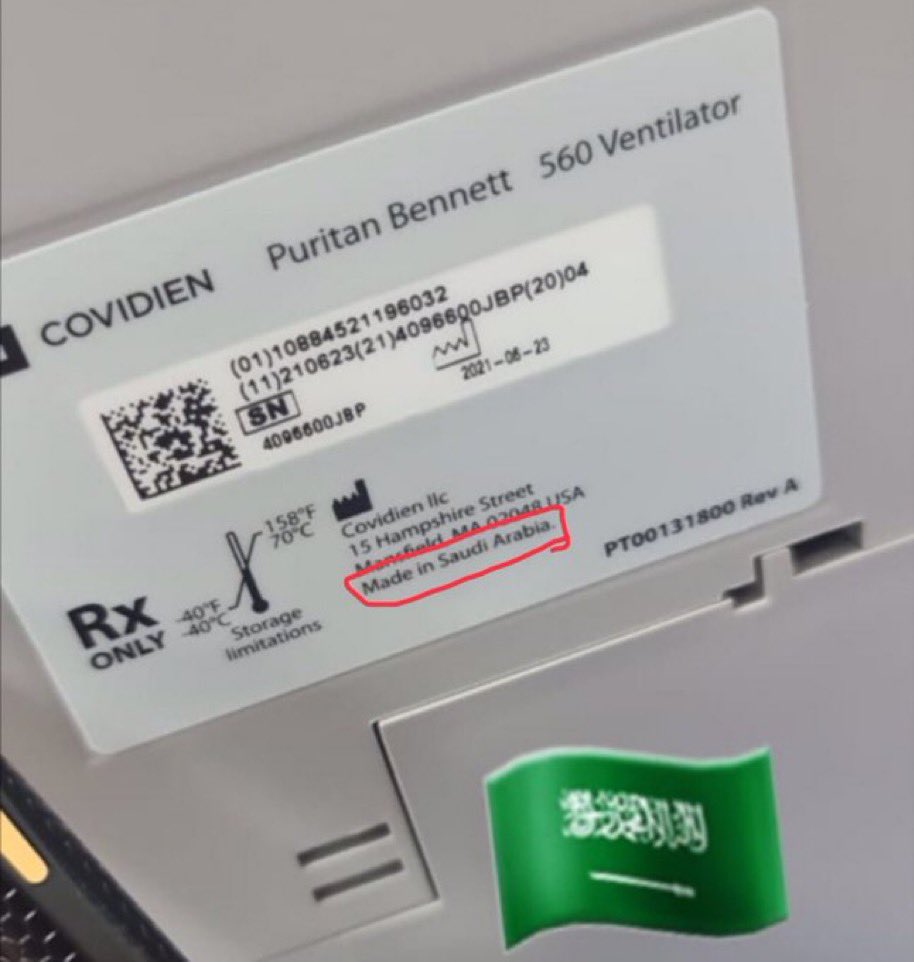 COVIDIEN Puritan Bennett 560 Ventilator
(01)10884521196032
(11)210623(21)4096600JBP(20)04
SN
2021-06-23
4096600JBP
158°F
70°C
-40°F
-40°C
Storage
limitations
Rx
ONLY
Covidien llc
15 Hampshire Street
Mansfield, MA 02048 USA
Made in Saudi Arabia.
PT00131800 Rev A